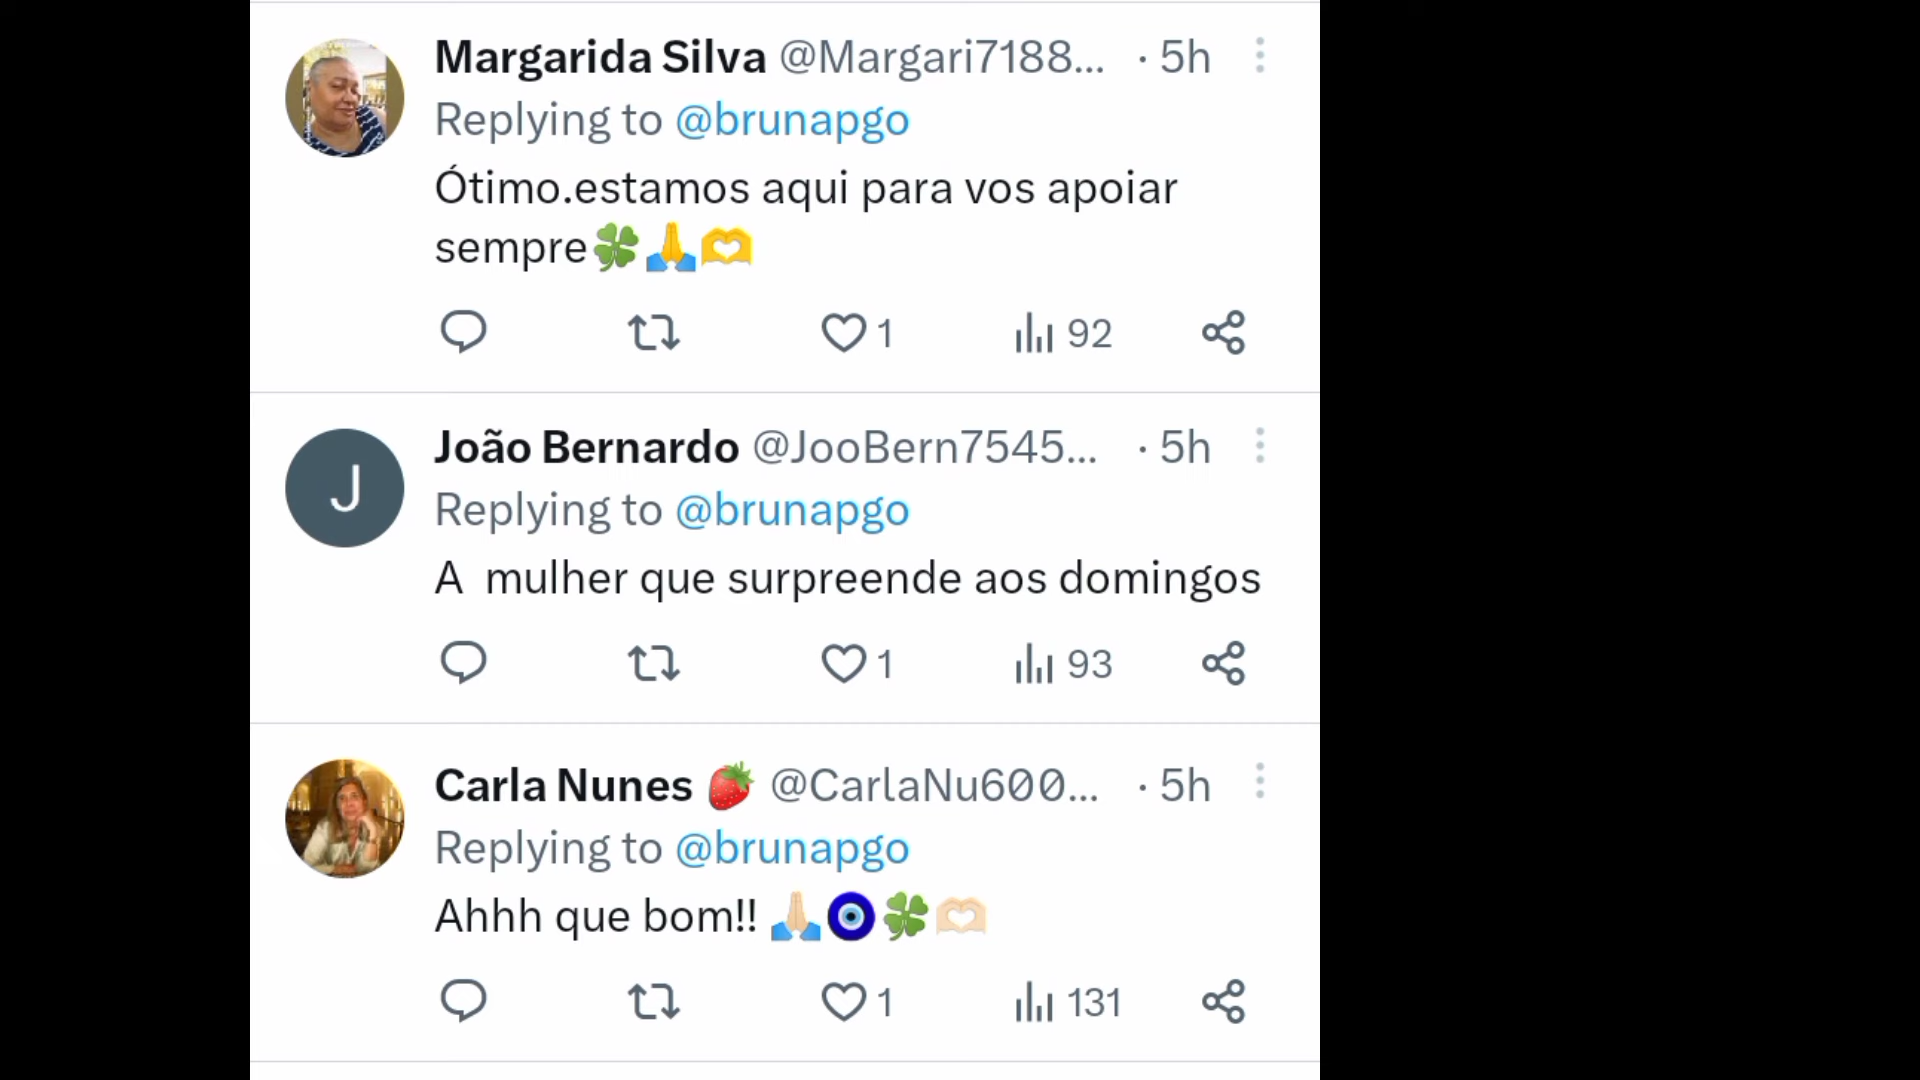 Margarida Silva @Margari7188... · 5h
Replying to @brunapgo
Ótimo.estamos aqui para vos apoiar
sempre🍀🙏🫶
1 92
J
João Bernardo @JooBern7545... · 5h
Replying to @brunapgo
A  mulher que surpreende aos domingos
1 93
Carla Nunes 🍓 @CarlaNu600... · 5h
Replying to @brunapgo
Ahhh que bom!! 🙏🏻🧿🍀🫶🏻
1 131